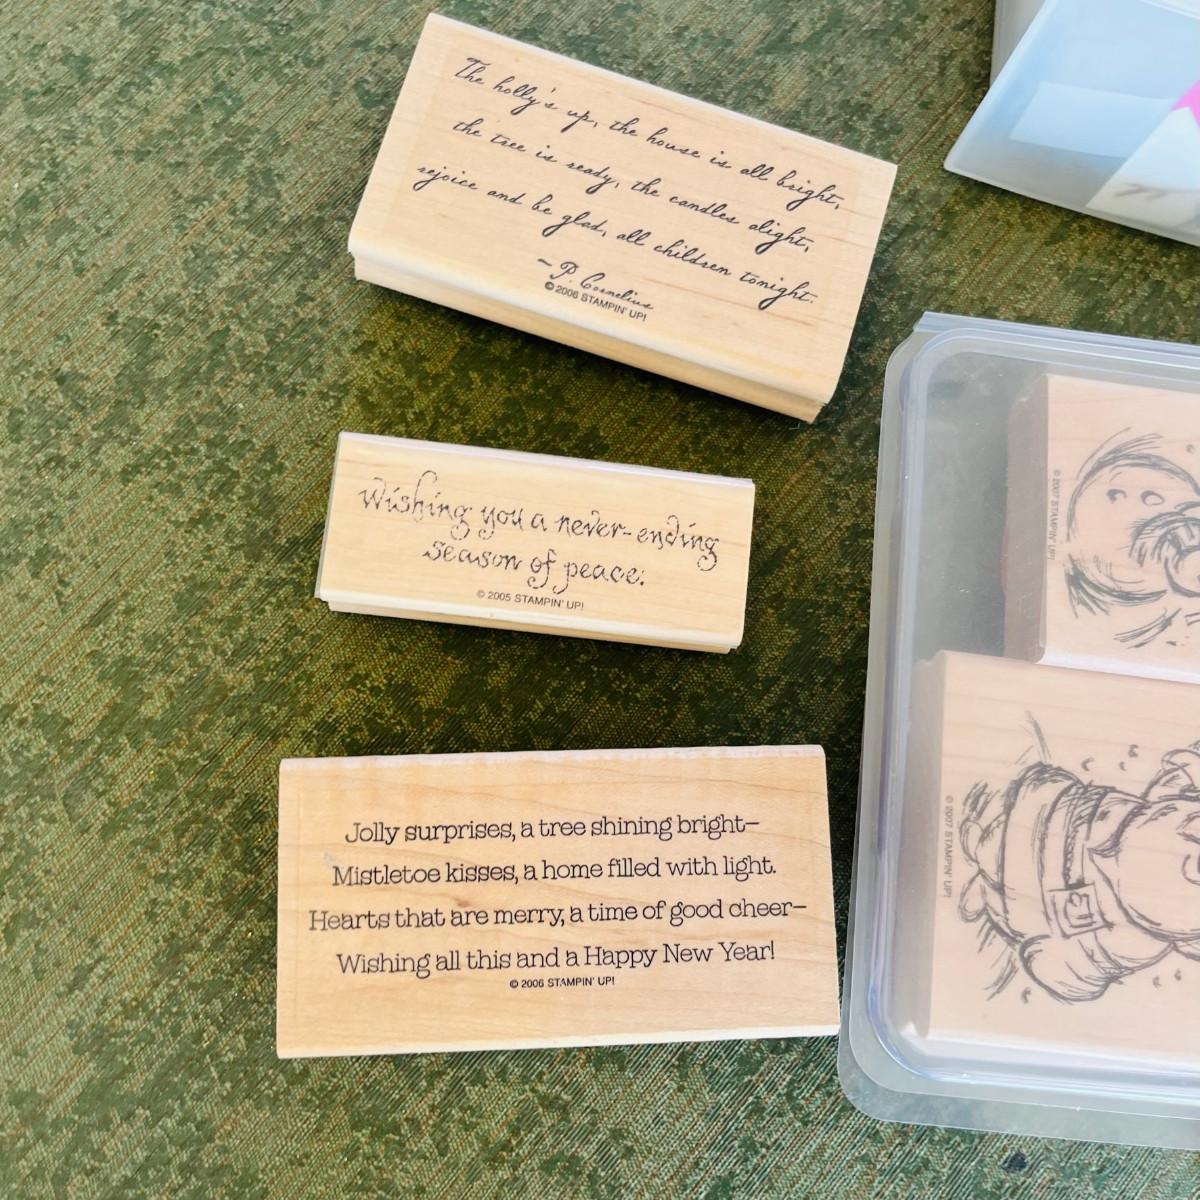 The holly's up, the house is all bright,
the tree is ready, the candles alight,
rejoice and be glad, all children tonight.
~ P. Cornelius
© 2006 STAMPIN' UP!
Wishing you a never-ending
season of peace.
© 2005 STAMPIN' UP!
Jolly surprises, a tree shining bright—
Mistletoe kisses, a home filled with light.
Hearts that are merry, a time of good cheer—
Wishing all this and a Happy New Year!
© 2006 STAMPIN' UP!
© 2007 STAMPIN' UP!
© 2007 STAMPIN' UP!